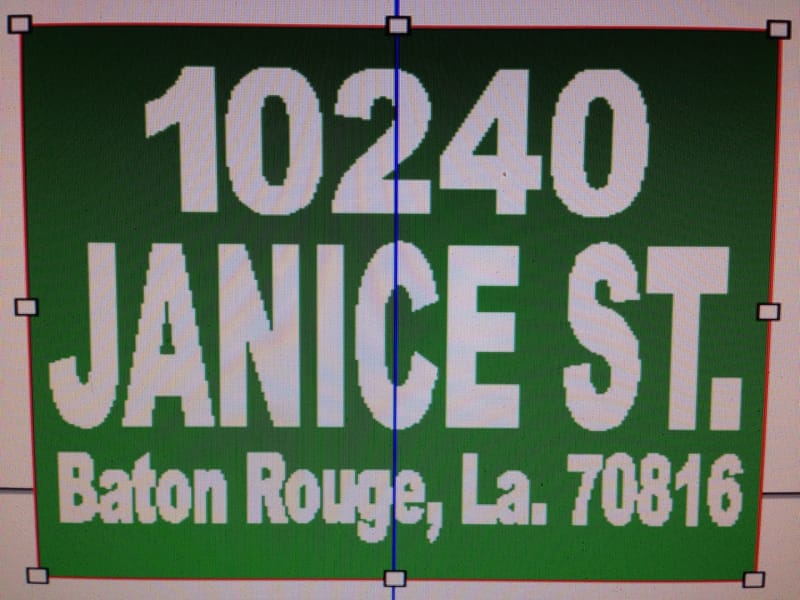 10240
JANICE ST.
Baton Rouge, La. 70816